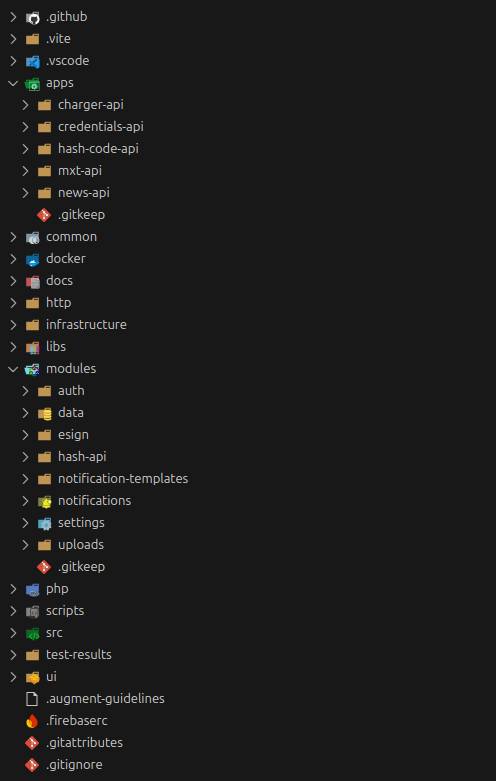 .github
.vite
.vscode
apps
charger-api
credentials-api
hash-code-api
mxt-api
news-api
.gitkeep
common
docker
docs
http
infrastructure
libs
modules
auth
data
esign
hash-api
notification-templates
notifications
settings
uploads
.gitkeep
php
scripts
src
test-results
ui
.augment-guidelines
.firebaserc
.gitattributes
.gitignore